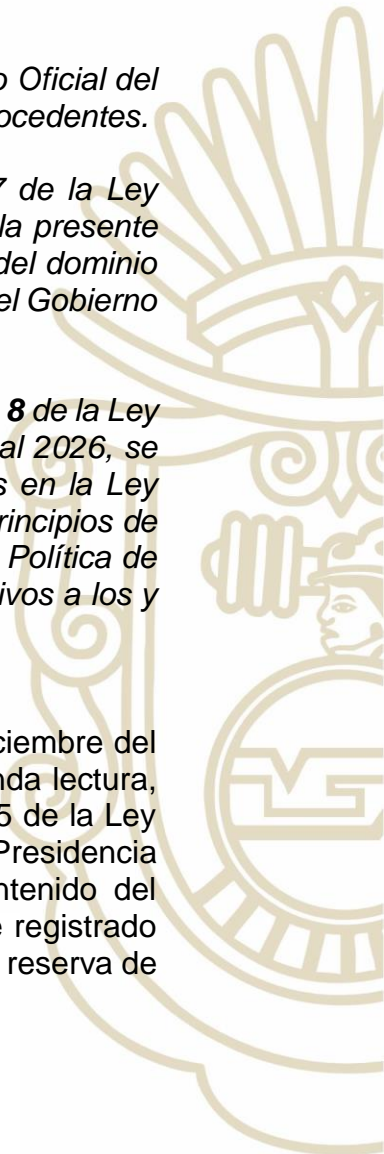 o Oficial del
ocedentes.
7 de la Ley
la presente
del dominio
el Gobierno
8 de la Ley
al 2026, se
s en la Ley
rincipios de
Política de
ivos a los y
ciembre del
nda lectura,
5 de la Ley
Presidencia
ntenido del
e registrado
reserva de